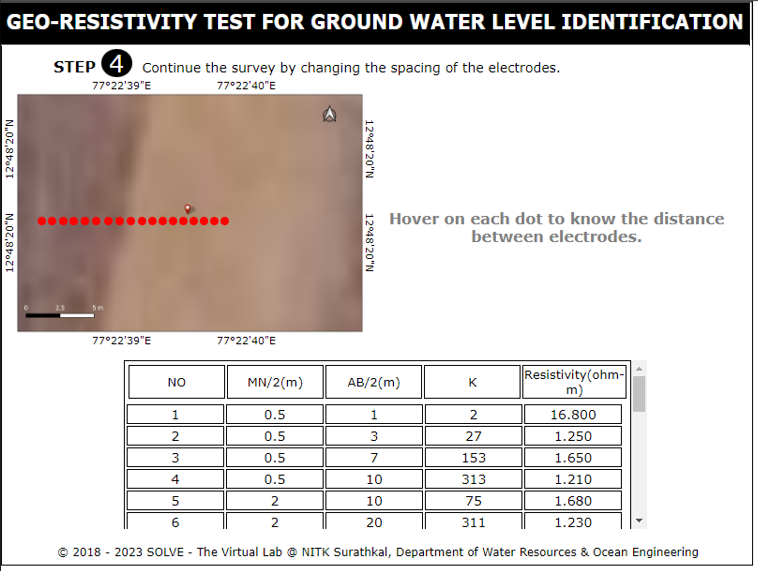 GEO-RESISTIVITY TEST FOR GROUND WATER LEVEL IDENTIFICATION
STEP 4 Continue the survey by changing the spacing of the electrodes.
77°22'39"E 77°22'40"E
12°48'20"N 12°48'20"N
12°48'20"N 12°48'20"N
Hover on each dot to know the distance
between electrodes.
0 2.5 5 m
77°22'39"E 77°22'40"E
NO MN/2(m) AB/2(m) K Resistivity(ohm-
m)
1 0.5 1 2 16.800
2 0.5 3 27 1.250
3 0.5 7 153 1.650
4 0.5 10 313 1.210
5 2 10 75 1.680
6 2 20 311 1.230
© 2018 - 2023 SOLVE - The Virtual Lab @ NITK Surathkal, Department of Water Resources & Ocean Engineering